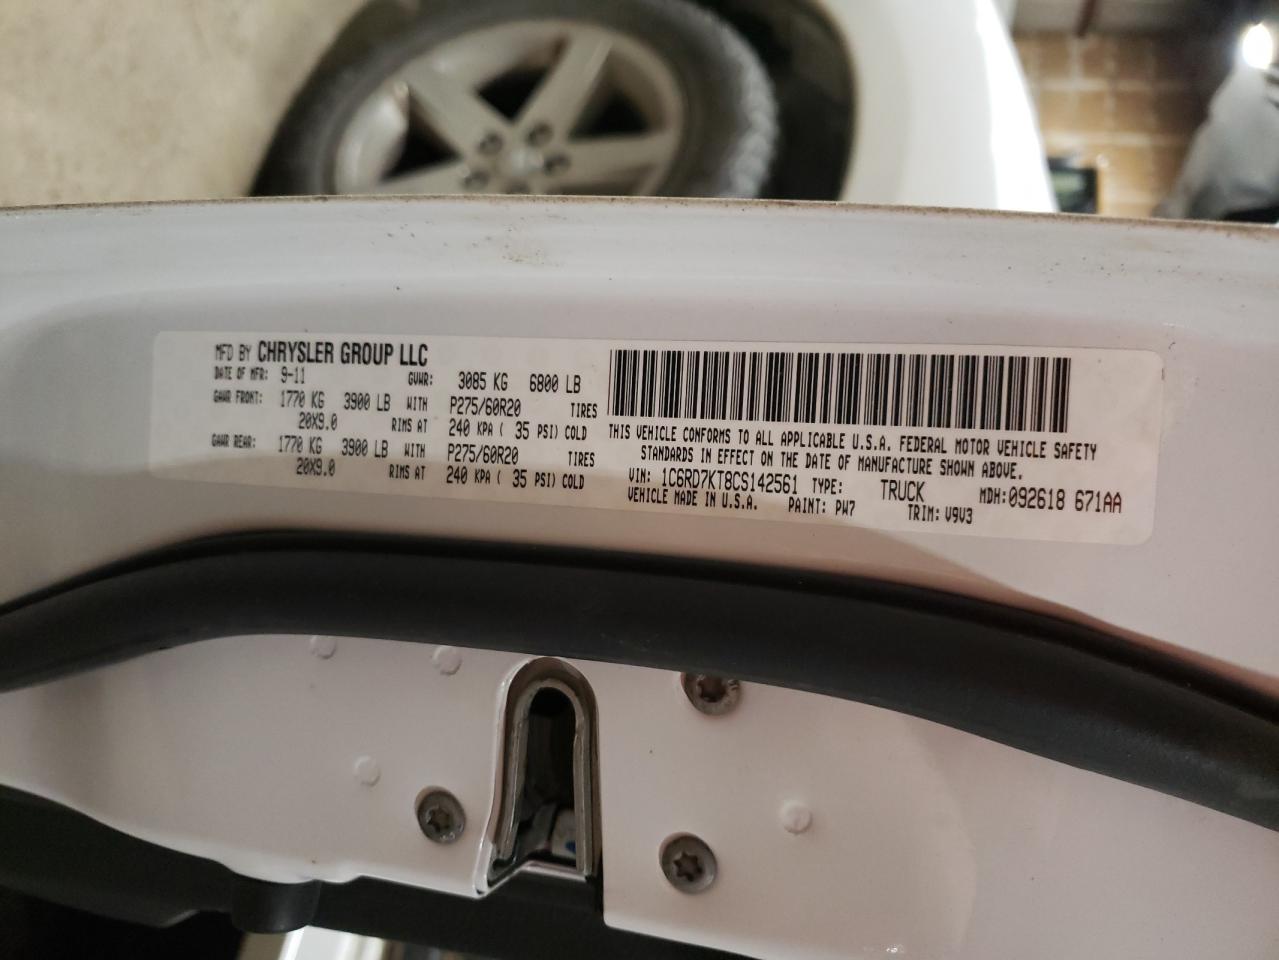 MFD BY CHRYSLER GROUP LLC
DATE OF MFR: 9-11 GVWR: 3085 KG 6800 LB
GAWR FRONT: 1770 KG 3900 LB WITH P275/60R20 TIRES
20X9.0 RIMS AT 240 KPA ( 35 PSI) COLD
GAWR REAR: 1770 KG 3900 LB WITH P275/60R20 TIRES
20X9.0 RIMS AT 240 KPA ( 35 PSI) COLD
THIS VEHICLE CONFORMS TO ALL APPLICABLE U.S.A. FEDERAL MOTOR VEHICLE SAFETY
STANDARDS IN EFFECT ON THE DATE OF MANUFACTURE SHOWN ABOVE.
VIN: 1C6RD7KT8CS142561 TYPE: TRUCK MDH:092618 671AA
VEHICLE MADE IN U.S.A. PAINT: PW7 TRIM: V9V3